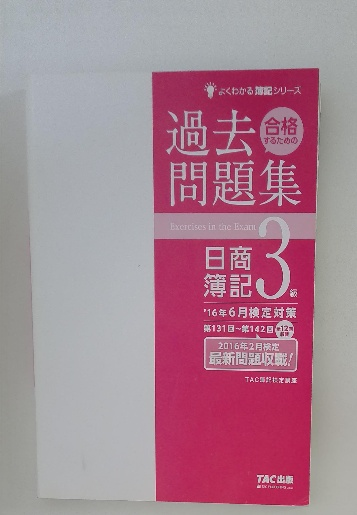 よくわかる簿記シリーズ
合格
するための
過去
問題集
Exercises in the Exam
日商
簿記
3級
'16年6月検定対策
第131回~第142回
全12回
2016年2月検定
最新問題収載!
TAC簿記検定講座
TAC出版